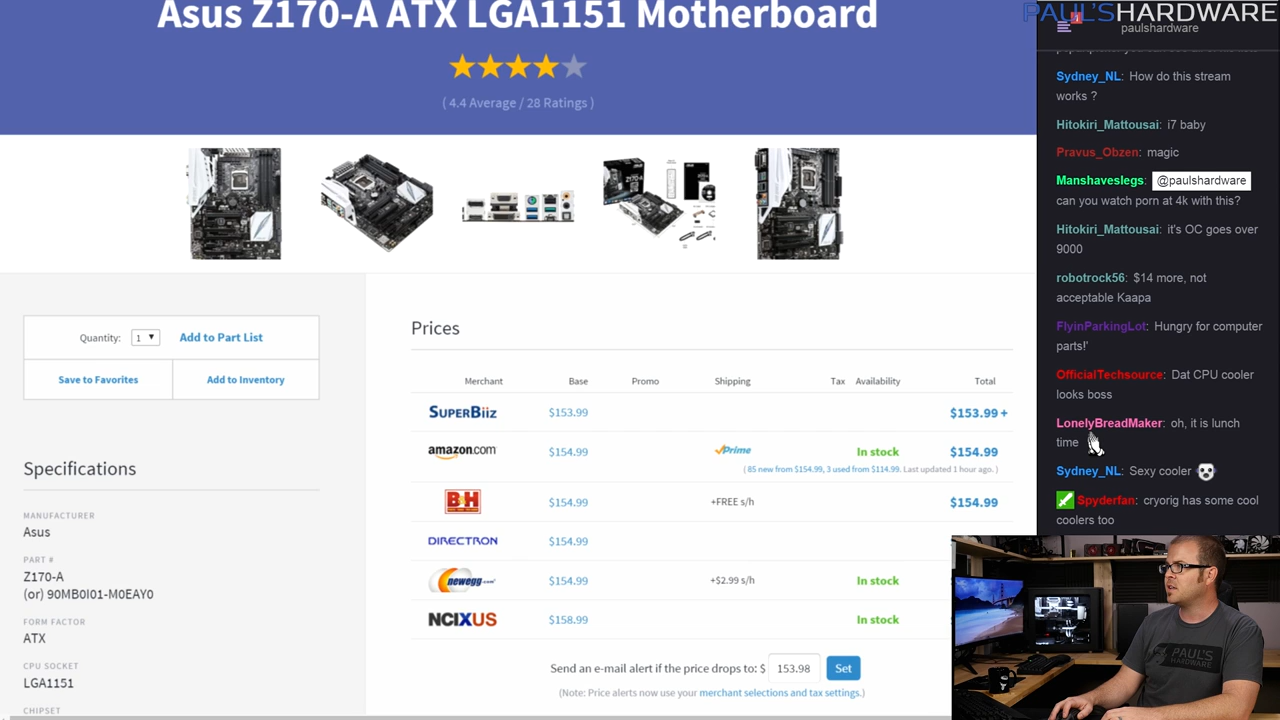 Asus Z170-A ATX LGA1151 Motherboard
( 4.4 Average / 28 Ratings )
Quantity: 1 Add to Part List
Save to Favorites Add to Inventory
Specifications
MANUFACTURER
Asus
PART #
Z170-A
(or) 90MB0I01-M0EAY0
FORM FACTOR
ATX
CPU SOCKET
LGA1151
CHIPSET
Prices
Merchant Base Promo Shipping Tax Availability Total
SUPERBIIZ $153.99 $153.99 +
amazon.com $154.99 Prime In stock $154.99
( 85 new from $154.99, 3 used from $114.99. Last updated 1 hour ago. )
B&H $154.99 +FREE s/h $154.99
DIRECTRON $154.99
newegg.com $154.99 +$2.99 s/h In stock
NCIXUS $158.99 In stock
Send an e-mail alert if the price drops to: $ 153.98 Set
(Note: Price alerts now use your merchant selections and tax settings.)
PAUL'S HARDWARE
1
paulshardware
Sydney_NL: How do this stream
works ?
Hitokiri_Mattousai: i7 baby
Pravus_Obzen: magic
Manshaveslegs: @paulshardware
can you watch porn at 4k with this?
Hitokiri_Mattousai: it's OC goes over
9000
robotrock56: $14 more, not
acceptable Kaapa
FlyinParkingLot: Hungry for computer
parts!'
OfficialTechsource: Dat CPU cooler
looks boss
LonelyBreadMaker: oh, it is lunch
time
Sydney_NL: Sexy cooler
Spyderfan: cryorig has some cool
coolers too
PAUL'S
HARDWARE